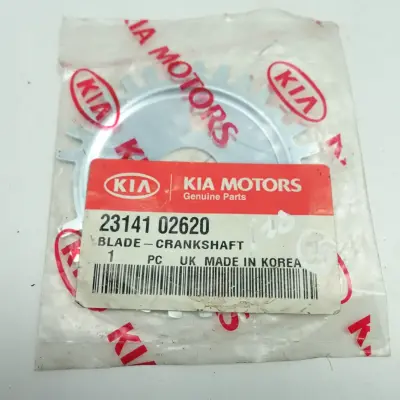 KIA MOTORS
KIA
KIA
KIA KIA MOTORS
Genuine Parts
23141 02620
BLADE-CRANKSHAFT
1 PC UK MADE IN KOREA
KIA